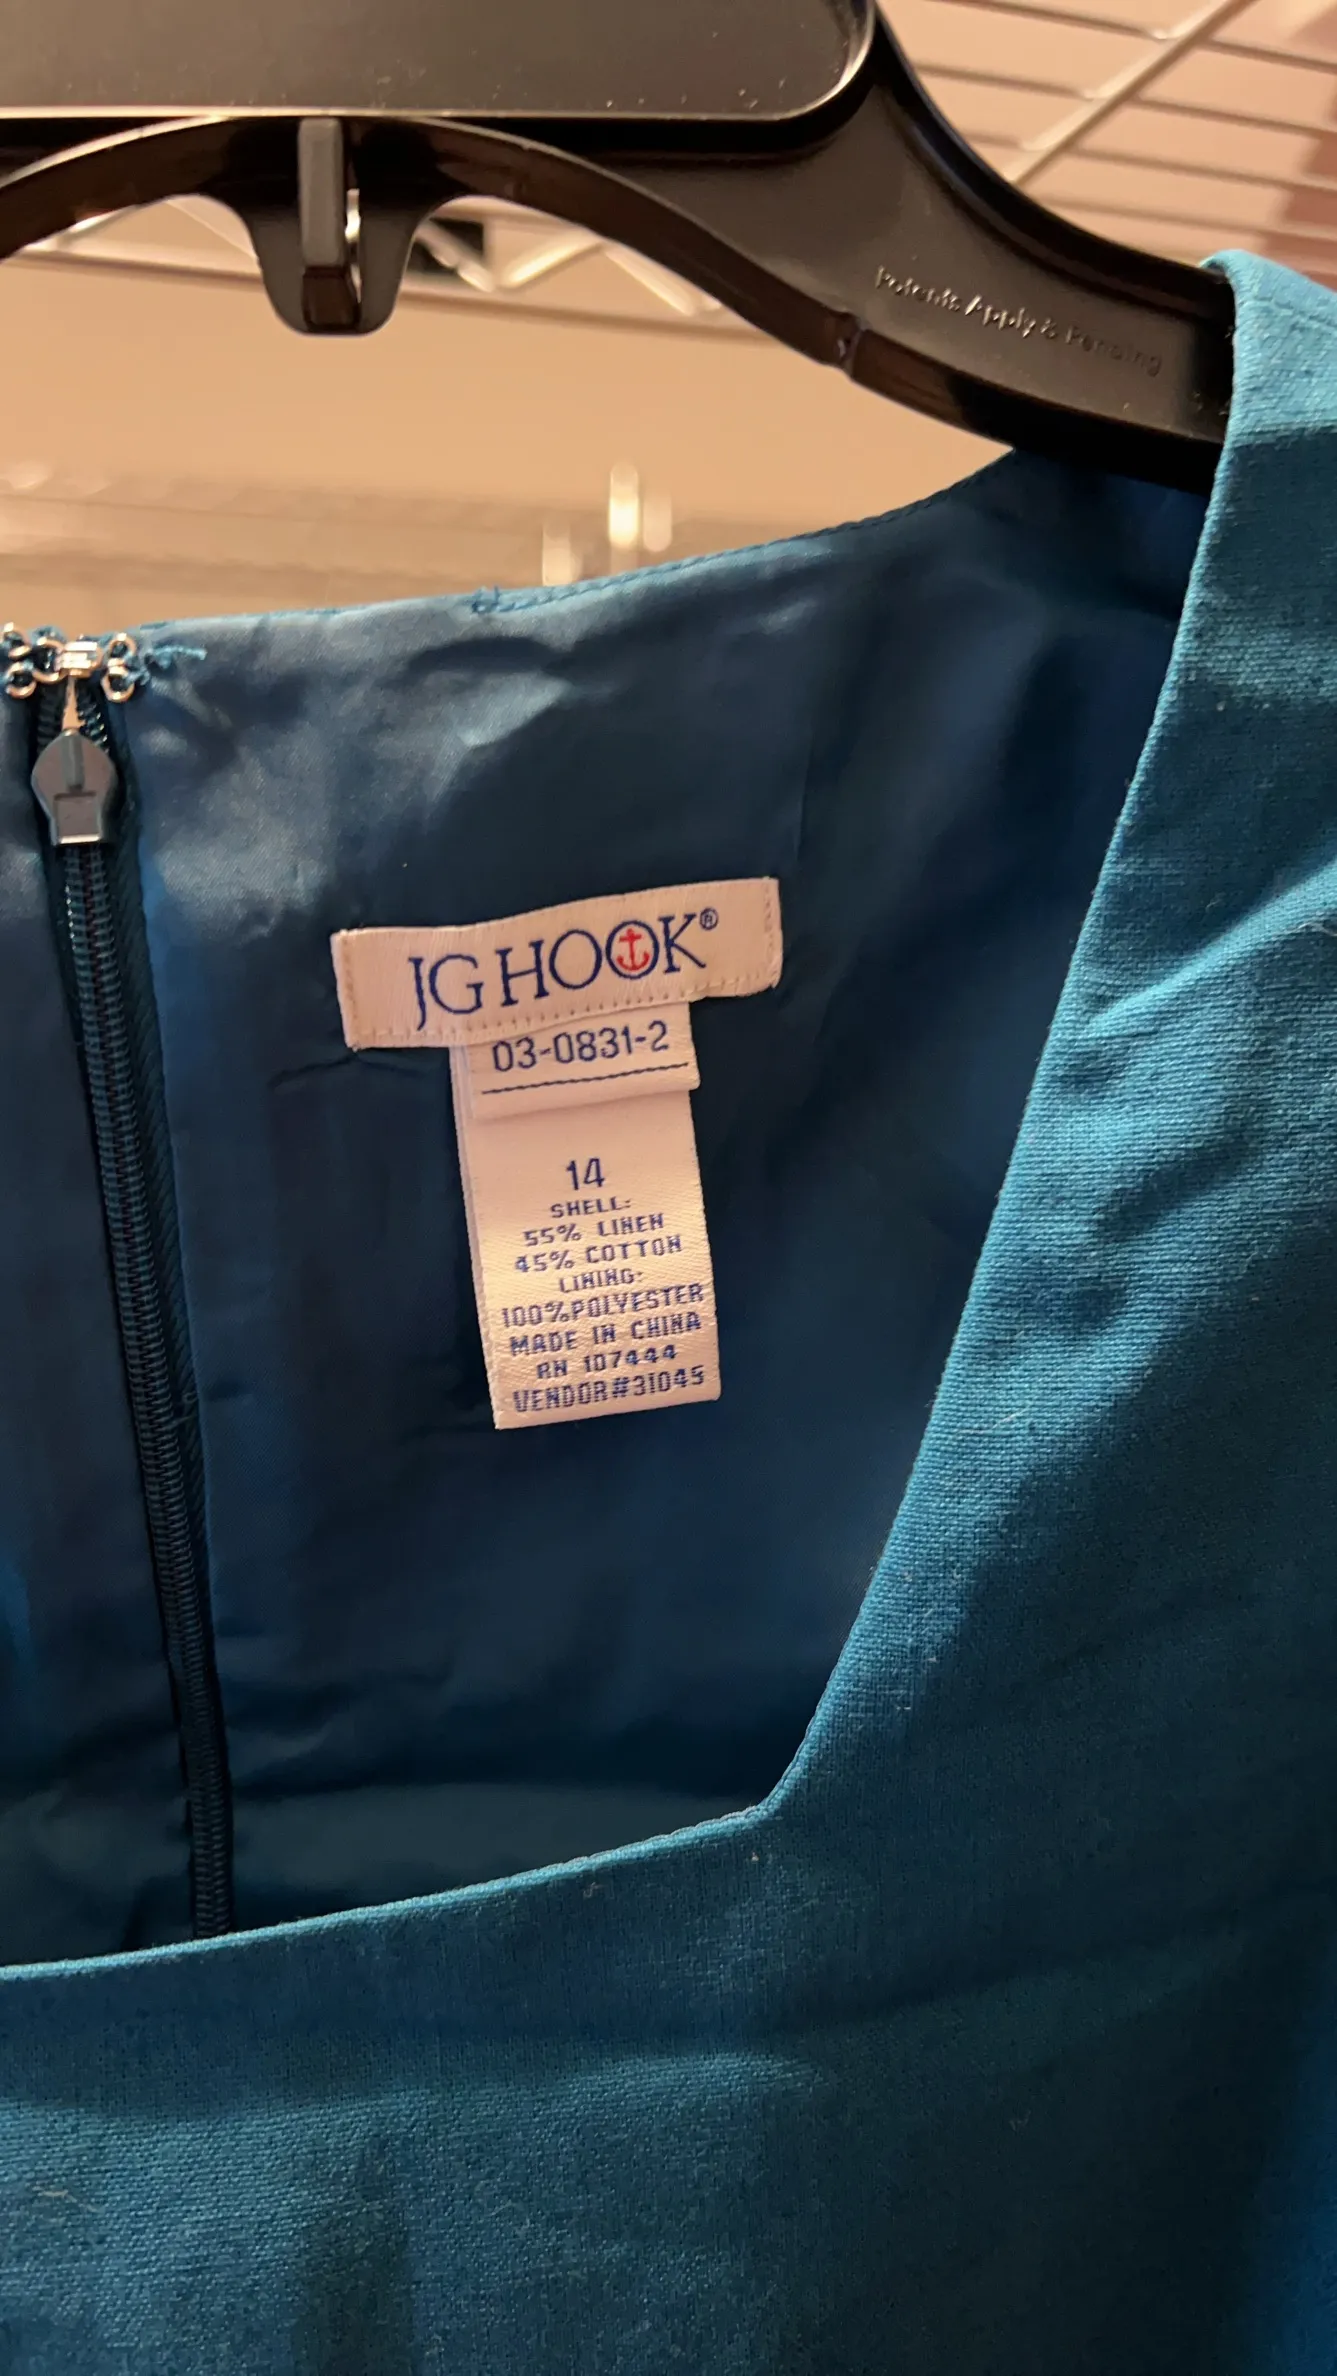 Patents Apply & Pending
JG HOOK®
03-0831-2
14
SHELL:
55% LINEN
45% COTTON
LINING:
100%POLYESTER
MADE IN CHINA
RN 107444
VENDOR#31045